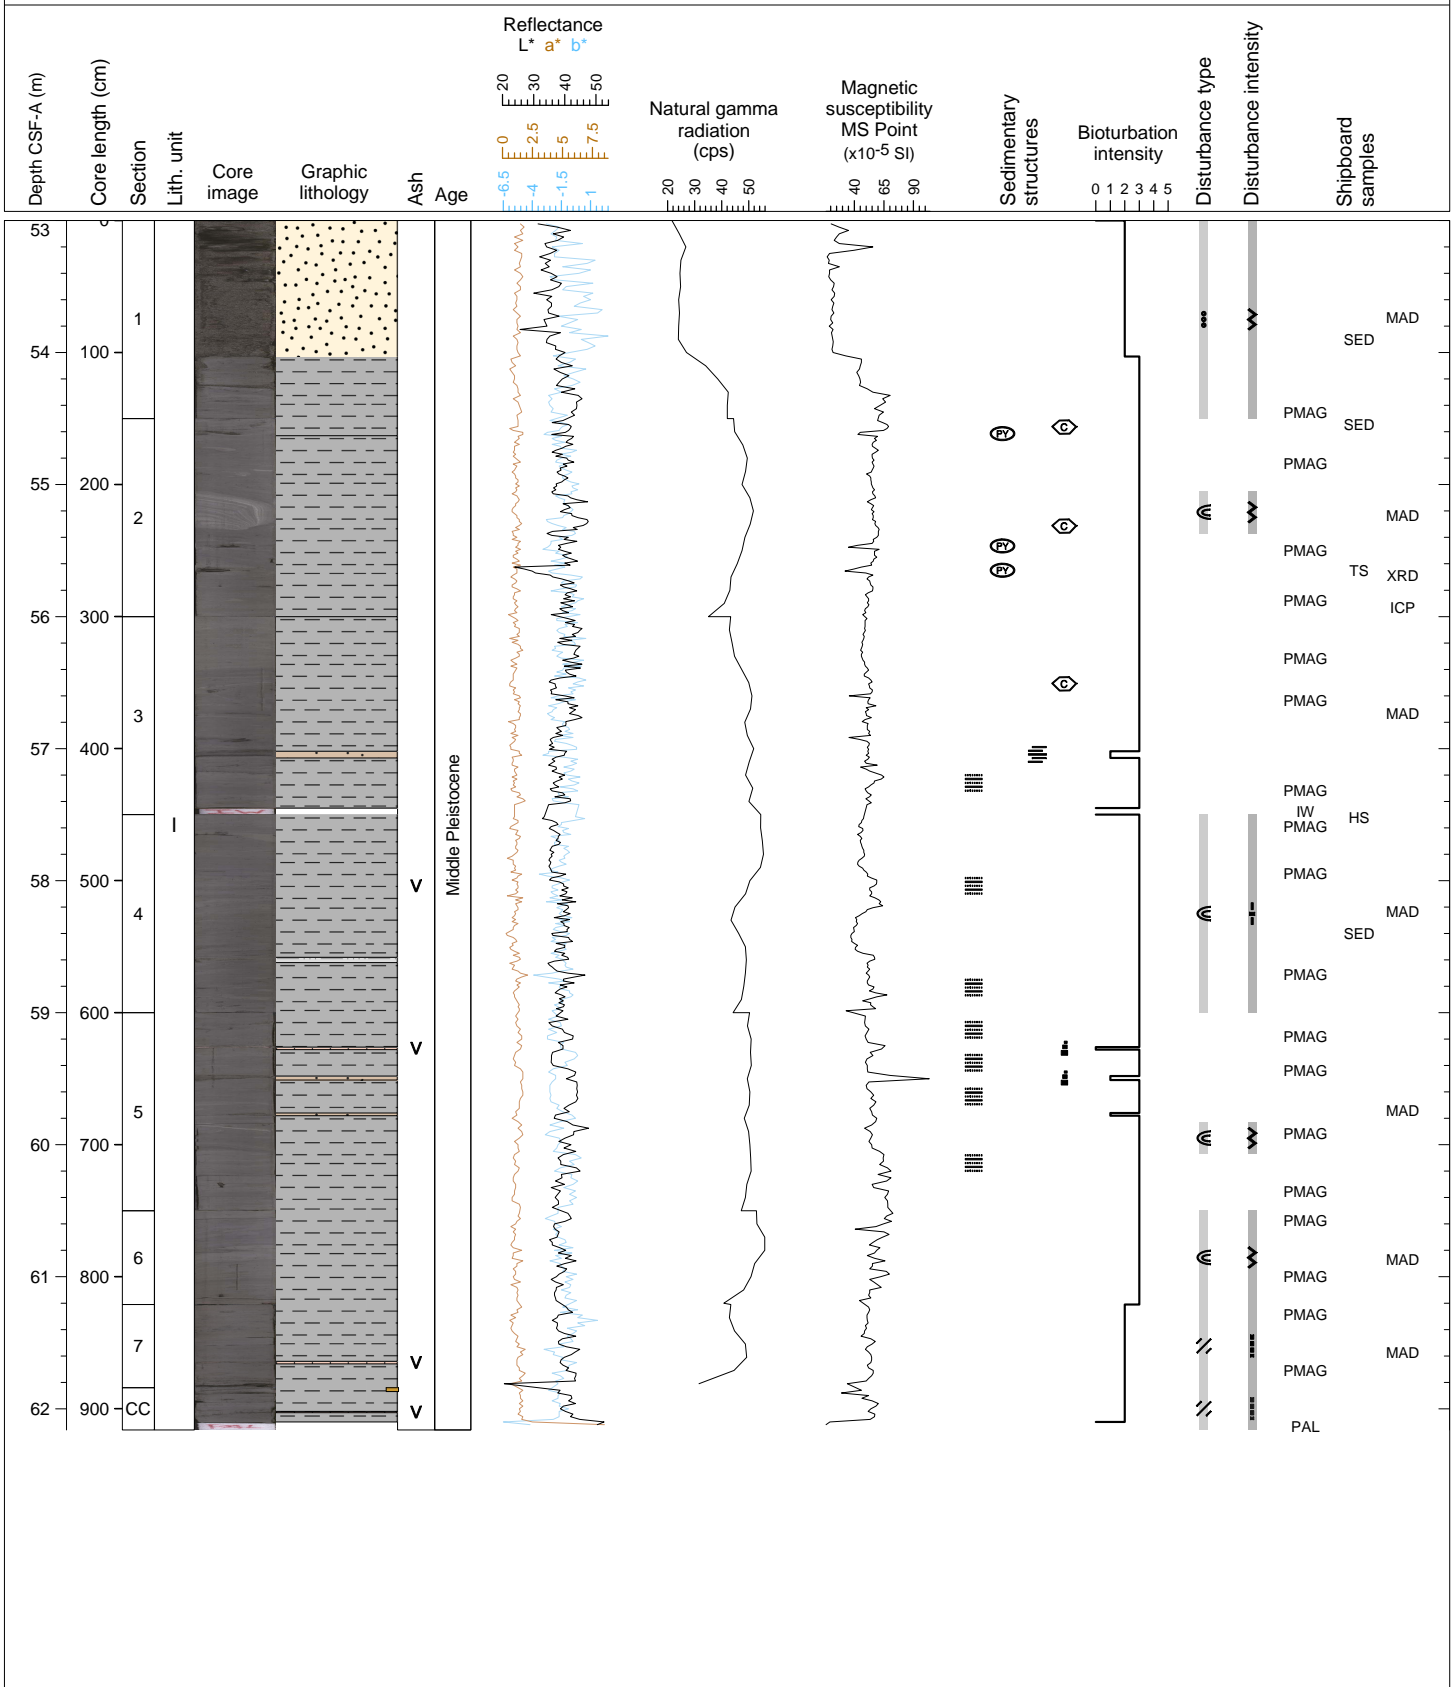 Reflectance
L* a* b*
20 30 40 50
0 2.5 5 7.5
-6.5 -4 -1.5 1
Depth CSF-A (m)
Core length (cm)
Section
Lith. unit
Core
image
Graphic
lithology
Ash
Age
Natural gamma
radiation
(cps)
20 30 40 50
Magnetic
susceptibility
MS Point
(x10-5 SI)
40 65 90
Sedimentary
structures
Bioturbation
intensity
0 1 2 3 4 5
Disturbance type
Disturbance intensity
Shipboard
samples
53 0
1 MAD
54 100 SED
PMAG
SED
PY C
PMAG
55 200
2 MAD
C
PY PMAG
PY TS XRD
PMAG ICP
56 300
PMAG
C
PMAG
3 MAD
57 400
PMAG
IW HS
I PMAG
Middle Pleistocene
PMAG
58 500 V
4 MAD
SED
PMAG
59 600
PMAG
V
PMAG
5 MAD
60 700 PMAG
PMAG
PMAG
6 MAD
61 800 PMAG
PMAG
7 MAD
V
PMAG
62 900 CC V
PAL